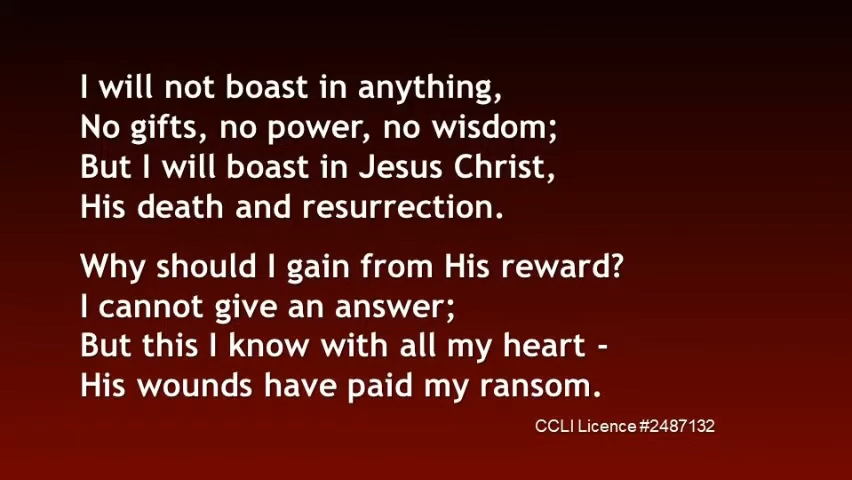 I will not boast in anything,
No gifts, no power, no wisdom;
But I will boast in Jesus Christ,
His death and resurrection.
Why should I gain from His reward?
I cannot give an answer;
But this I know with all my heart -
His wounds have paid my ransom.
CCLI Licence #2487132